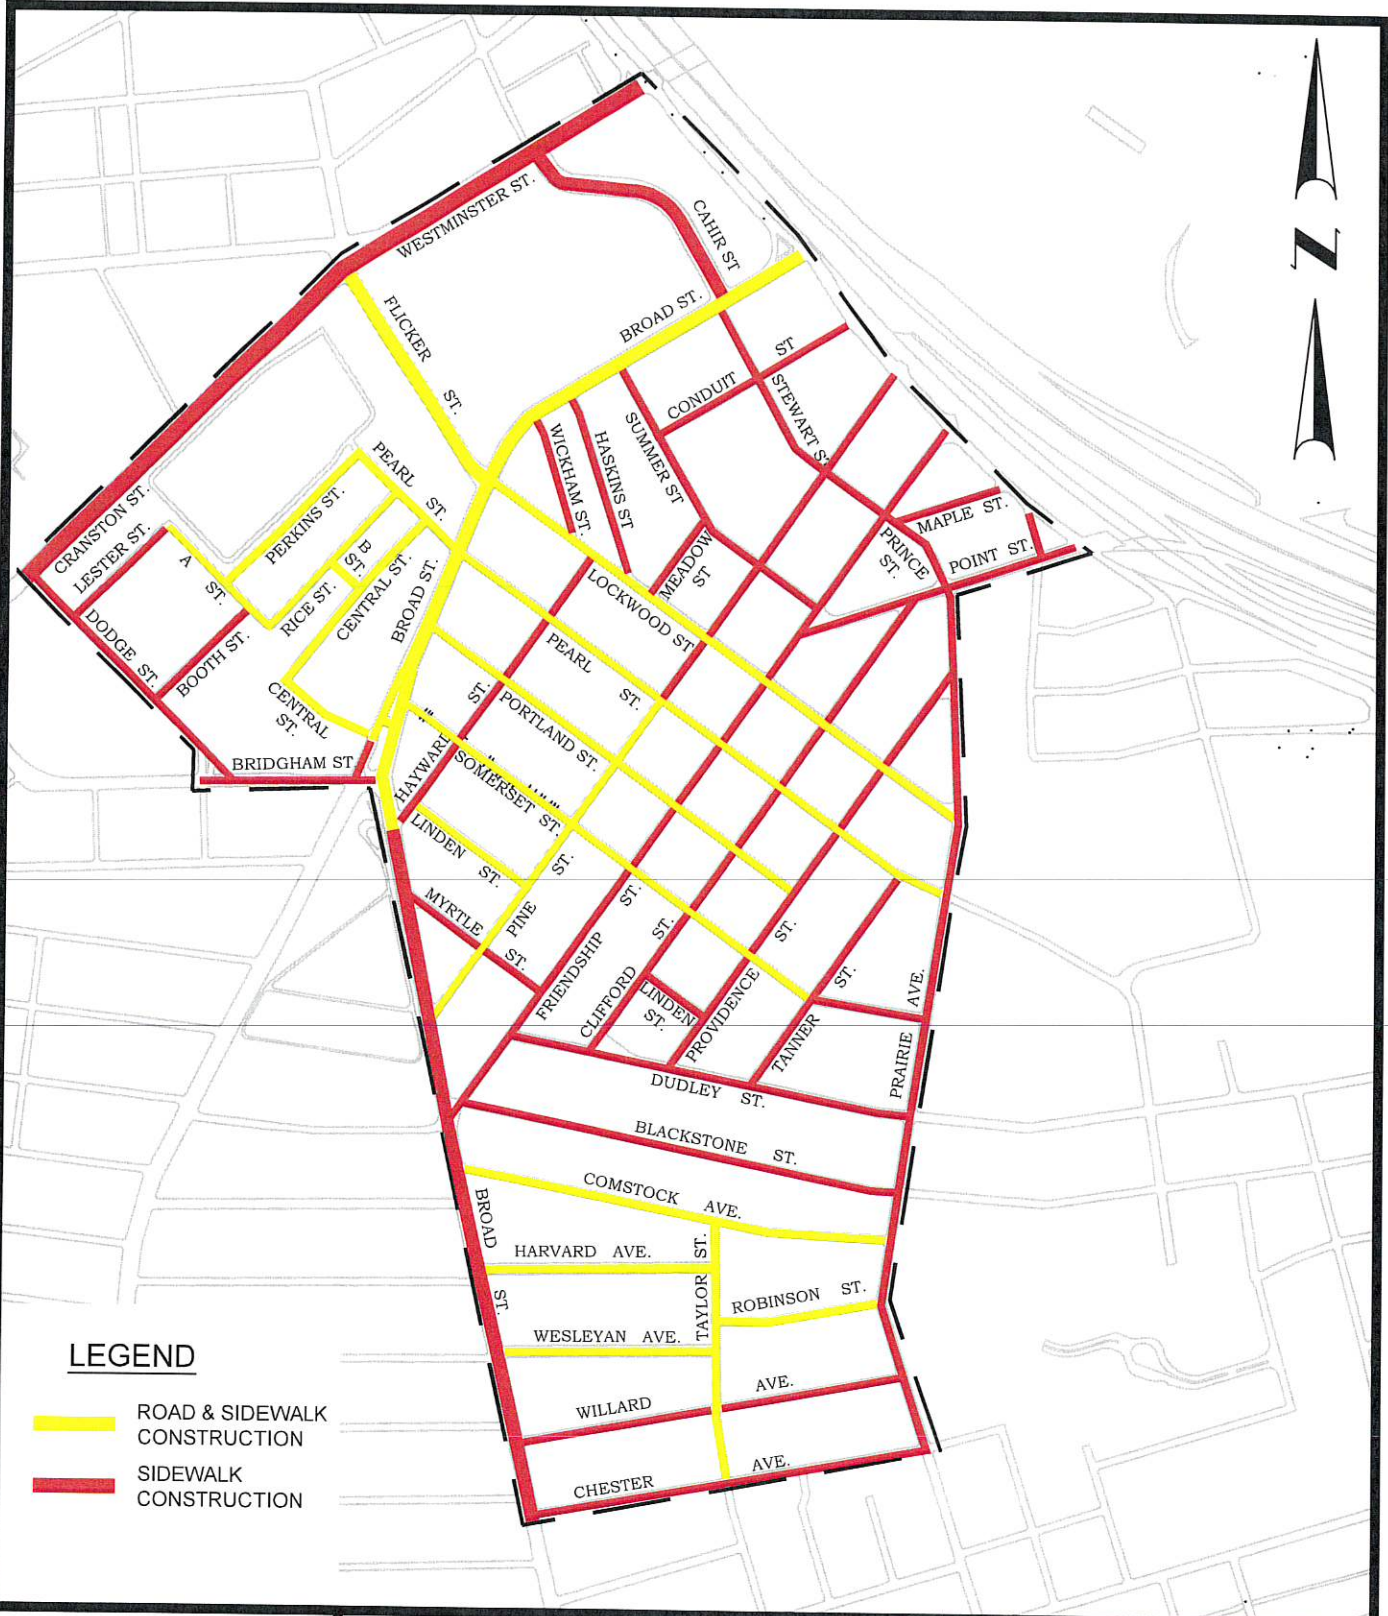 N
WESTMINSTER ST.
CAHIR ST
FLICKER ST.
BROAD ST.
CONDUIT ST
STEWART ST.
SUMMER ST
HASKINS ST
WICKHAM ST.
PEARL ST.
PERKINS ST.
CRANSTON ST.
LESTER ST.
A ST.
B ST.
RICE ST.
CENTRAL ST.
BROAD ST.
MEADOW ST
MAPLE ST.
PRINCE ST.
POINT ST.
LOCKWOOD ST
DODGE ST.
BOOTH ST.
CENTRAL ST.
PEARL ST.
PORTLAND ST.
BRIDGHAM ST.
HAYWARD ST.
SOMERSET ST.
LINDEN ST.
MYRTLE ST.
PINE ST.
FRIENDSHIP ST.
CLIFFORD ST.
LINDEN ST.
PROVIDENCE ST.
TANNER ST.
PRAIRIE AVE.
DUDLEY ST.
BLACKSTONE ST.
COMSTOCK AVE.
BROAD ST.
HARVARD AVE.
TAYLOR ST.
ROBINSON ST.
WESLEYAN AVE.
WILLARD AVE.
CHESTER AVE.
LEGEND
ROAD & SIDEWALK
CONSTRUCTION
SIDEWALK
CONSTRUCTION